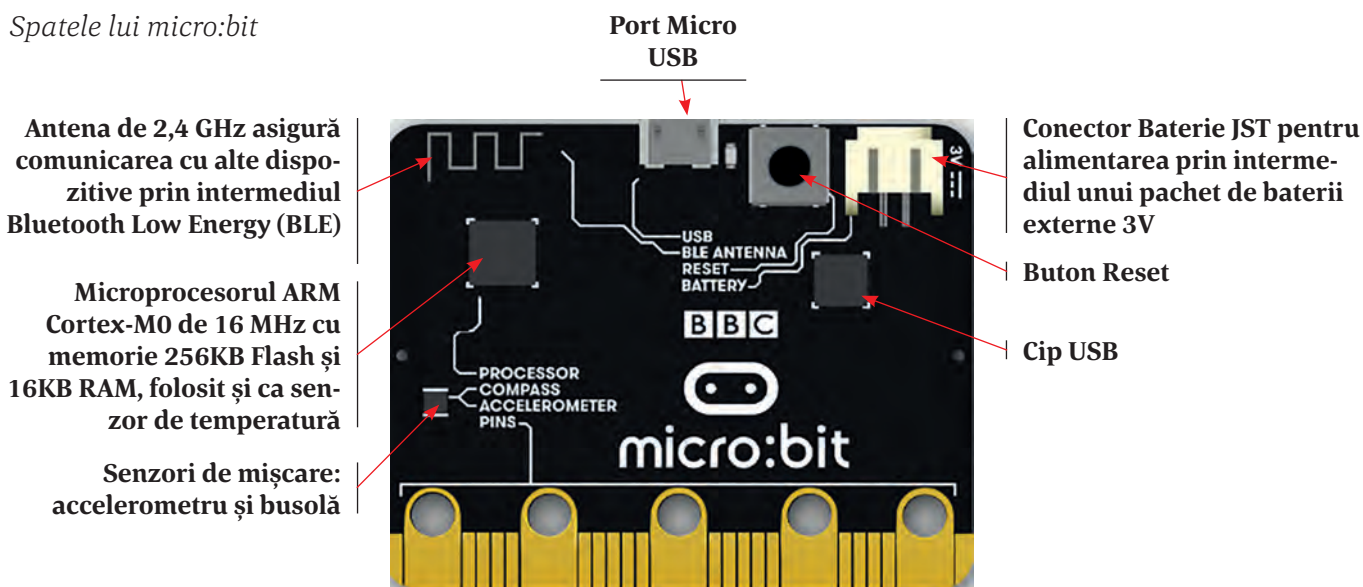 Spatele lui micro:bit
Port Micro
USB
Antena de 2,4 GHz asigură
comunicarea cu alte dispo-
zitive prin intermediul
Bluetooth Low Energy (BLE)
Microprocesorul ARM
Cortex-M0 de 16 MHz cu
memorie 256KB Flash și
16KB RAM, folosit și ca sen-
zor de temperatură
Senzori de mișcare:
accelerometru și busolă
3V
USB
BLE ANTENNA
RESET
BATTERY
BBC
PROCESSOR
COMPASS
ACCELEROMETER
PINS
micro:bit
Conector Baterie JST pentru
alimentarea prin interme-
diul unui pachet de baterii
externe 3V
Buton Reset
Cip USB